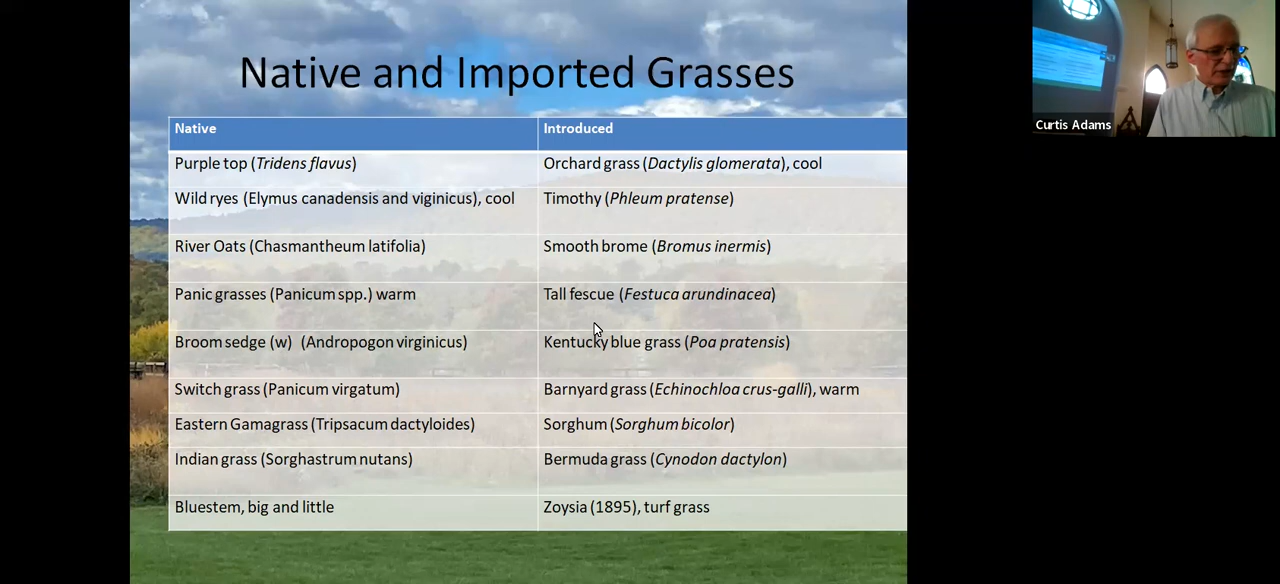 Native and Imported Grasses
Native Introduced
Purple top (Tridens flavus) Orchard grass (Dactylis glomerata), cool
Wild ryes (Elymus canadensis and viginicus), cool Timothy (Phleum pratense)
River Oats (Chasmantheum latifolia) Smooth brome (Bromus inermis)
Panic grasses (Panicum spp.) warm Tall fescue (Festuca arundinacea)
Broom sedge (w) (Andropogon virginicus) Kentucky blue grass (Poa pratensis)
Switch grass (Panicum virgatum) Barnyard grass (Echinochloa crus-galli), warm
Eastern Gamagrass (Tripsacum dactyloides) Sorghum (Sorghum bicolor)
Indian grass (Sorghastrum nutans) Bermuda grass (Cynodon dactylon)
Bluestem, big and little Zoysia (1895), turf grass
Curtis Adams